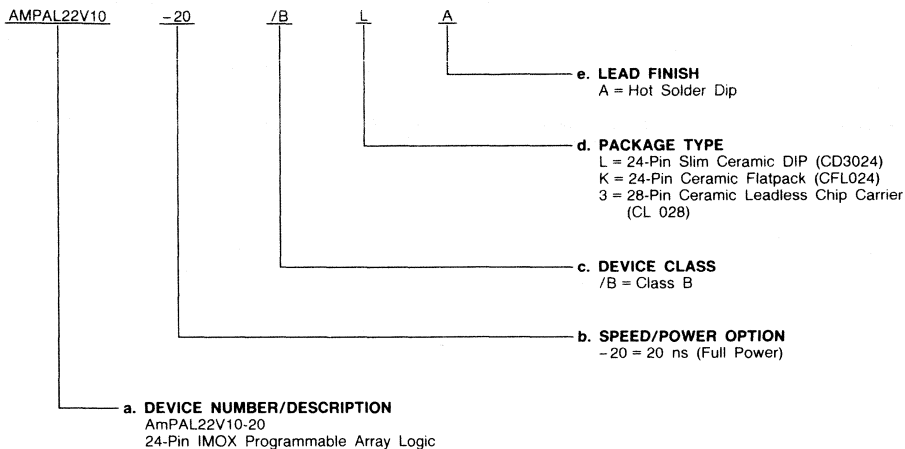 AMPAL22V10 -20 /B L A
e. LEAD FINISH
A = Hot Solder Dip
d. PACKAGE TYPE
L = 24-Pin Slim Ceramic DIP (CD3024)
K = 24-Pin Ceramic Flatpack (CFL024)
3 = 28-Pin Ceramic Leadless Chip Carrier
(CL 028)
c. DEVICE CLASS
/B = Class B
b. SPEED/POWER OPTION
-20 = 20 ns (Full Power)
a. DEVICE NUMBER/DESCRIPTION
AmPAL22V10-20
24-Pin IMOX Programmable Array Logic